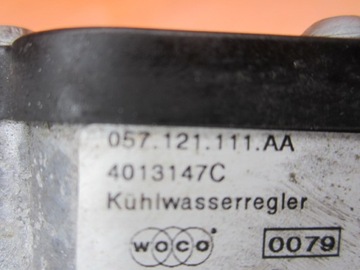 057.121.111.AA
4013147C
Kühlwasserregler
woco® 0079